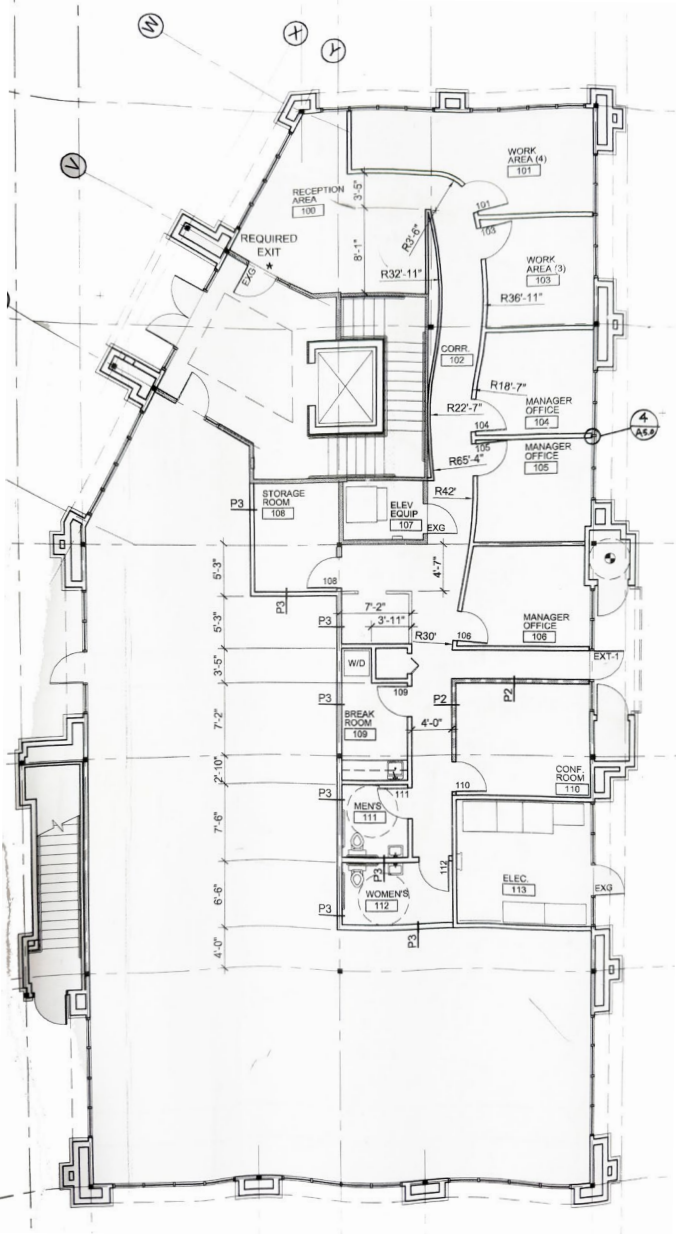 W
X
Y
V
WORK
AREA (4)
101
RECEPTION
AREA
100
3'-5"
101
103
R3'-6"
REQUIRED
EXIT
*
EXG
8'-1"
R32'-11"
WORK
AREA (3)
103
R36'-11"
CORR.
102
R18'-7"
MANAGER
OFFICE
104
R22'-7"
104
105
4
A5.0
MANAGER
OFFICE
105
R65'-4"
P3
STORAGE
ROOM
108
R42'
ELEV
EQUIP
107
EXG
5'-3"
4'-7"
108
P3
7'-2"
5'-3"
P3
3'-11"
MANAGER
OFFICE
106
R30'
106
3'-5"
W/D
EXT-1
109
P3
P2
P2
7'-2"
BREAK
ROOM
109
4'-0"
2'-10"
CONF.
ROOM
110
P3
111
110
MEN'S
111
7'-6"
P3
112
ELEC.
113
WOMEN'S
112
EXG
6'-6"
P3
P3
4'-0"